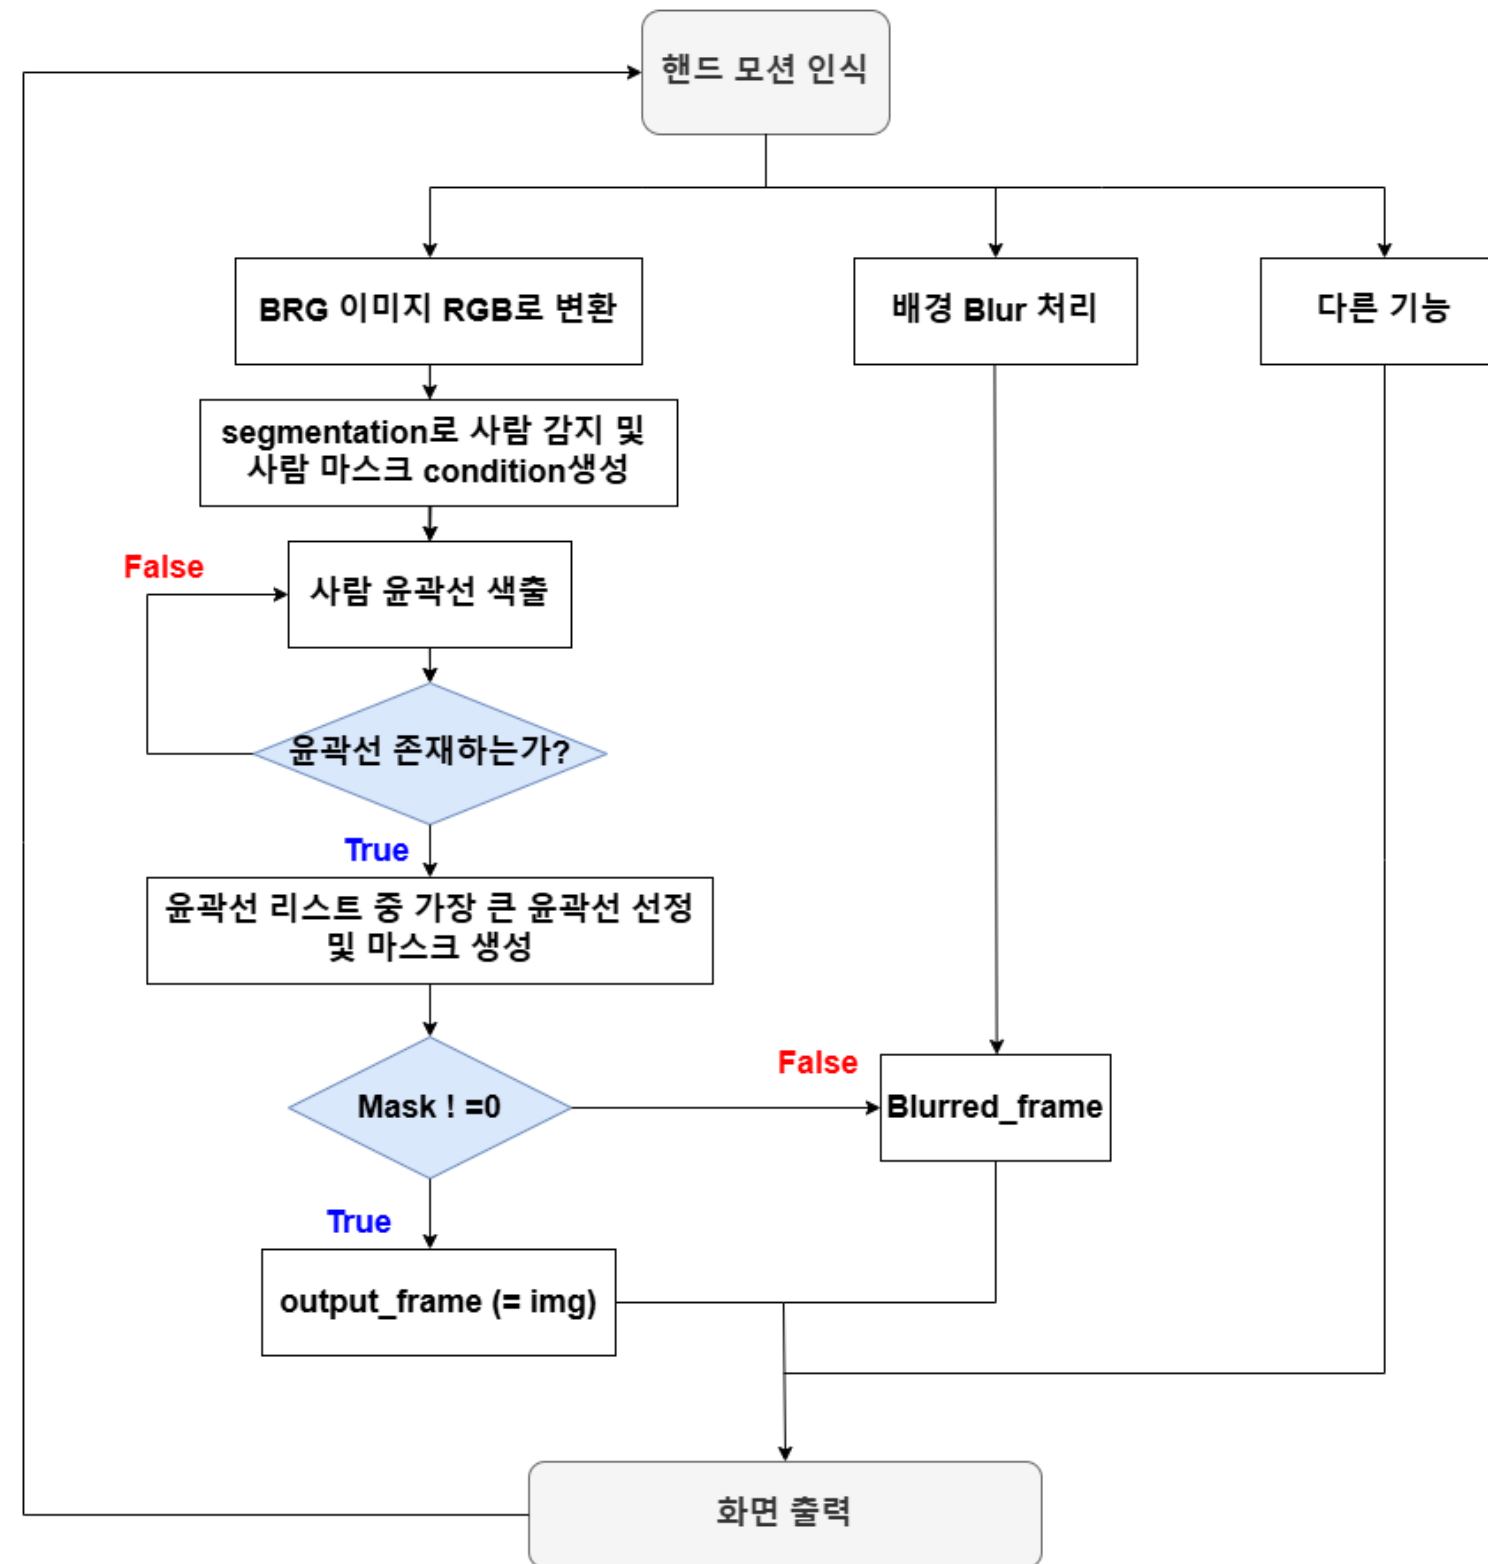 핸드 모션 인식
BRG 이미지 RGB로 변환
배경 Blur 처리
다른 기능
segmentation로 사람 감지 및
사람 마스크 condition생성
False
사람 윤곽선 색출
윤곽선 존재하는가?
True
윤곽선 리스트 중 가장 큰 윤곽선 선정
및 마스크 생성
False
Mask ! =0
Blurred_frame
True
output_frame (= img)
화면 출력